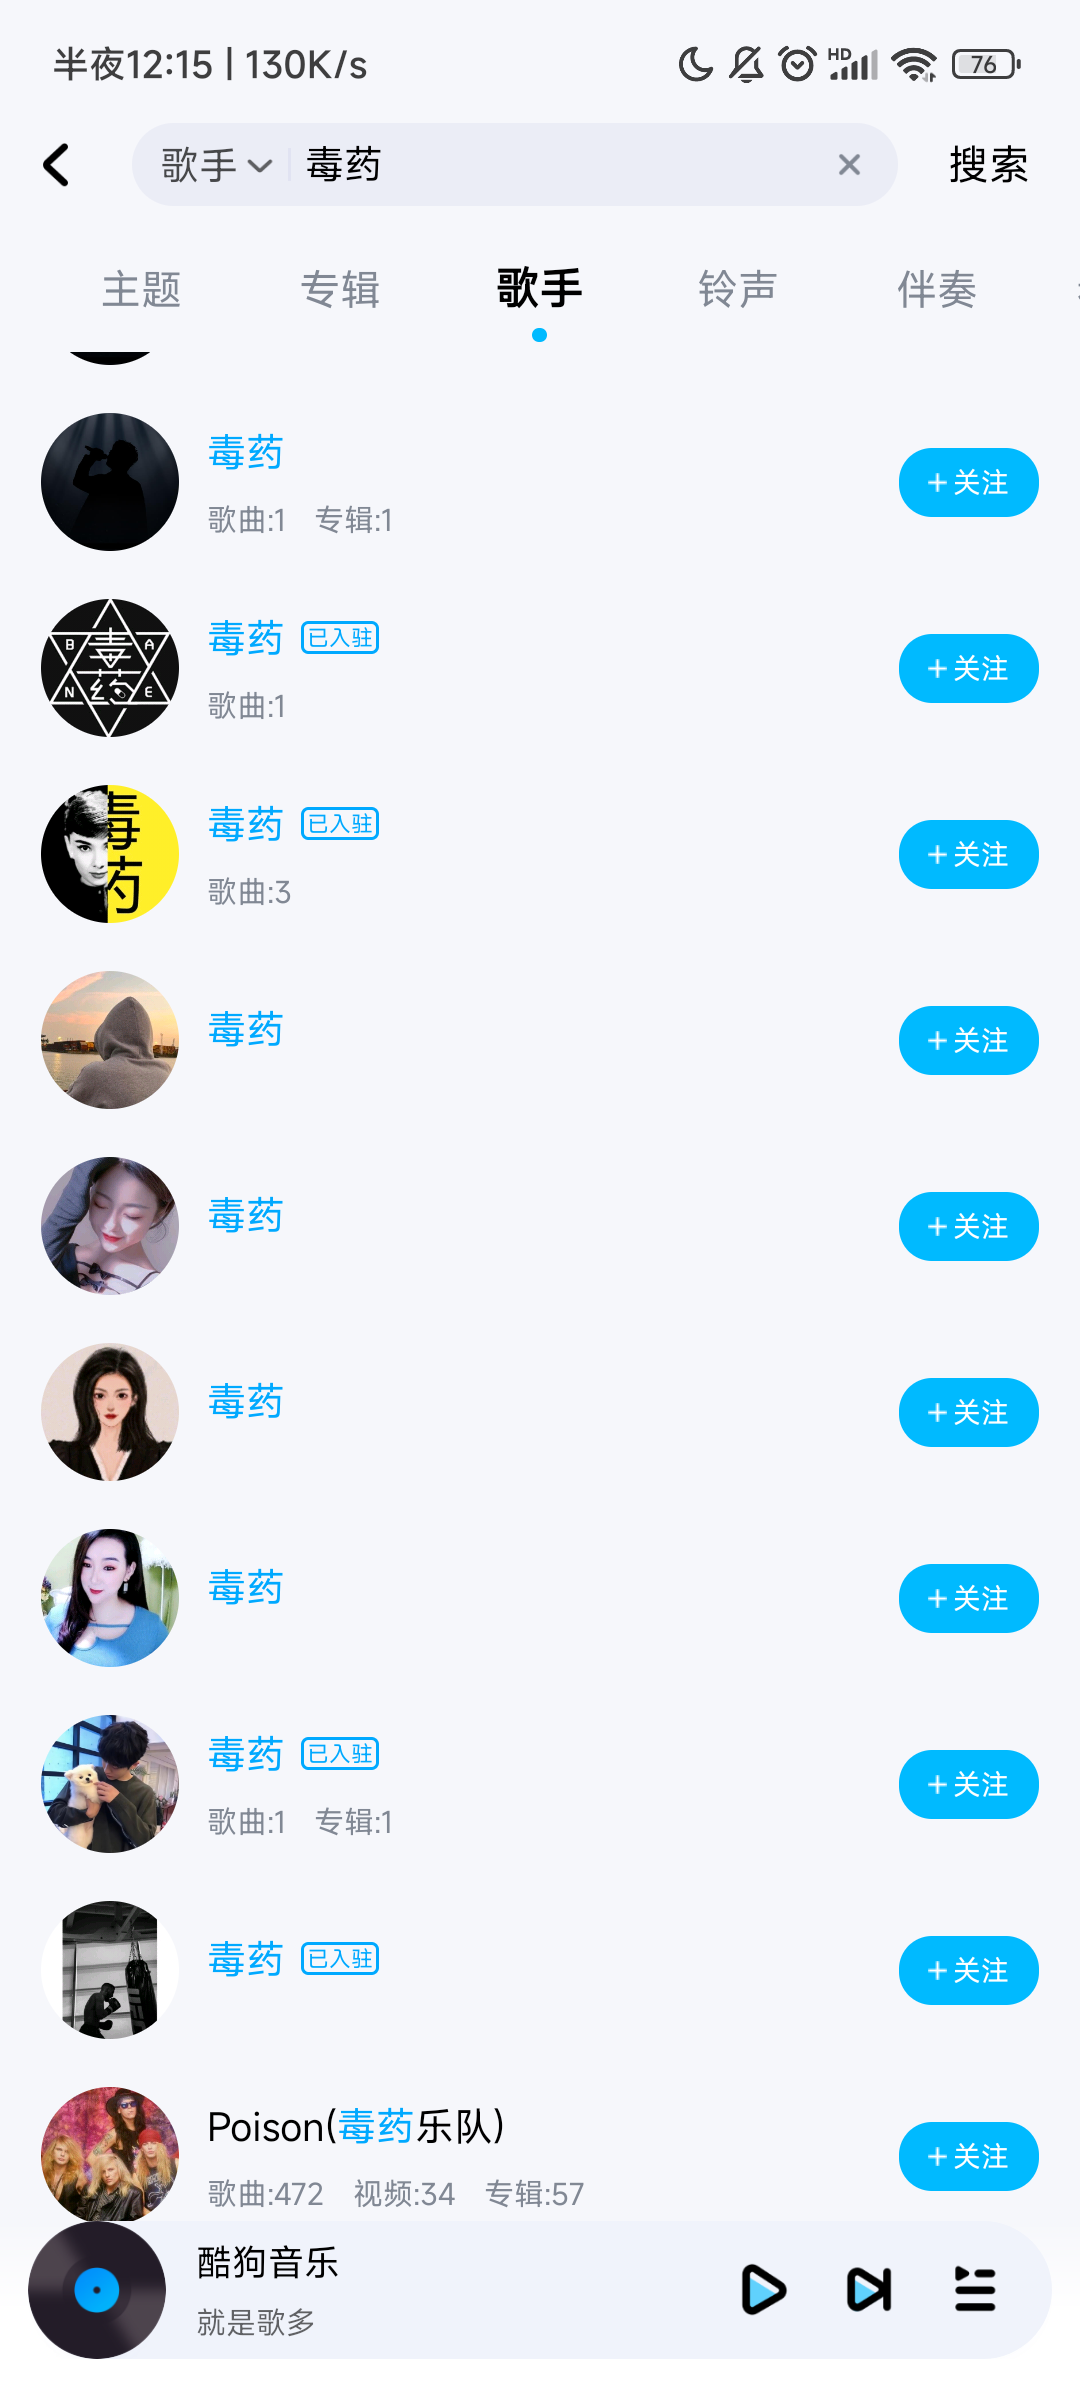 半夜12:15 | 130K/s HD 76
歌手 毒药 搜索
主题 专辑 歌手 铃声 伴奏
毒药
歌曲:1 专辑:1
+关注
B 毒 A
N 药 E
毒药 已入驻
歌曲:1
+关注
毒
药
毒药 已入驻
歌曲:3
+关注
毒药
+关注
毒药
+关注
毒药
+关注
毒药
+关注
毒药 已入驻
歌曲:1 专辑:1
+关注
毒药 已入驻
+关注
Poison(毒药乐队)
歌曲:472 视频:34 专辑:57
+关注
酷狗音乐
就是歌多